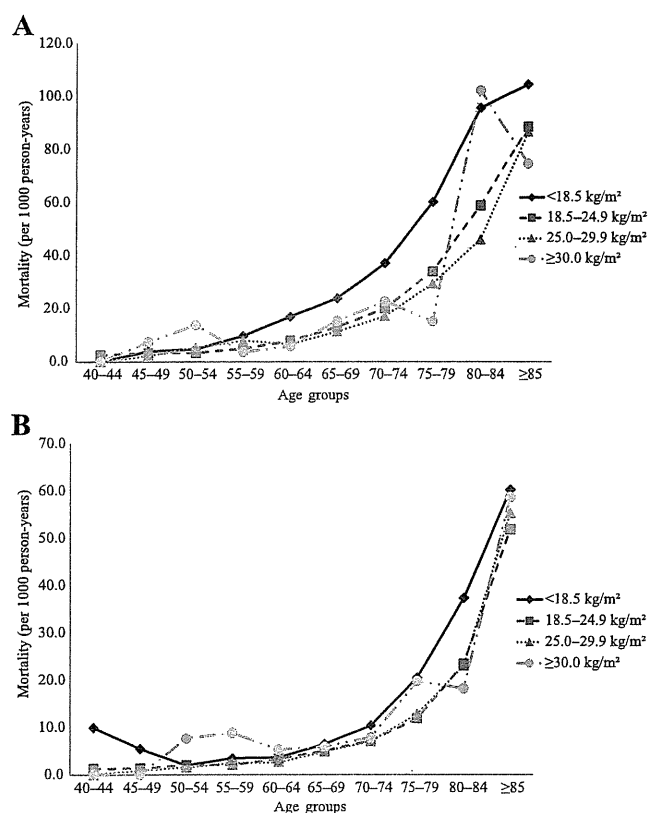 A
120.0
100.0
80.0
60.0
40.0
20.0
0.0
Mortality (per 1000 person-years)
<18.5 kg/m²
18.5–24.9 kg/m²
25.0–29.9 kg/m²
≥30.0 kg/m²
40–44 45–49 50–54 55–59 60–64 65–69 70–74 75–79 80–84 ≥85
Age groups
B
70.0
60.0
50.0
40.0
30.0
20.0
10.0
0.0
Mortality (per 1000 person-years)
<18.5 kg/m²
18.5–24.9 kg/m²
25.0–29.9 kg/m²
≥30.0 kg/m²
40–44 45–49 50–54 55–59 60–64 65–69 70–74 75–79 80–84 ≥85
Age groups